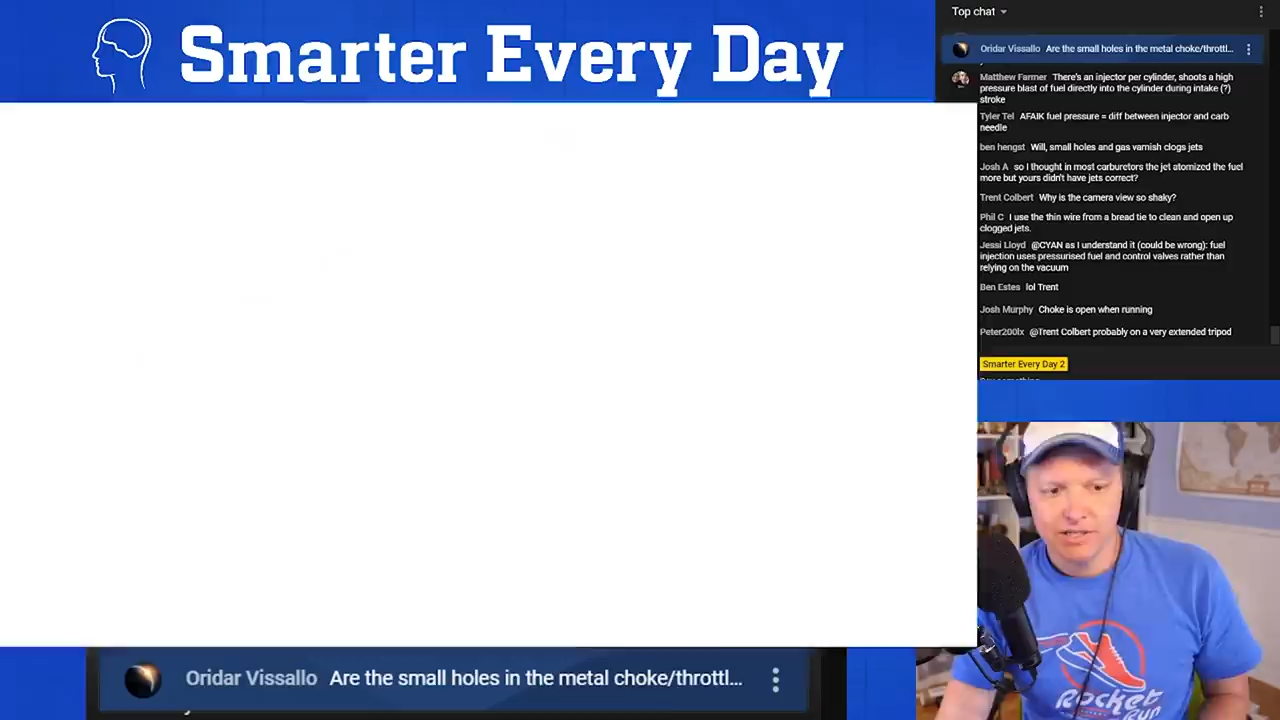 Smarter Every Day
Top chat
Oridar Vissallo Are the small holes in the metal choke/throttl...
Matthew Farmer There's an injector per cylinder, shoots a high
pressure blast of fuel directly into the cylinder during intake (?)
stroke
Tyler Tel AFAIK fuel pressure = diff between injector and carb
needle
ben hengst Will, small holes and gas varnish clogs jets
Josh A so I thought in most carburetors the jet atomized the fuel
more but yours didn't have jets correct?
Trent Colbert Why is the camera view so shaky?
Phil C I use the thin wire from a bread tie to clean and open up
clogged jets.
Jessi Lloyd @CYAN as I understand it (could be wrong): fuel
injection uses pressurised fuel and control valves rather than
relying on the vacuum
Ben Estes lol Trent
Josh Murphy Choke is open when running
Peter200lx @Trent Colbert probably on a very extended tripod
Smarter Every Day 2
Oridar Vissallo Are the small holes in the metal choke/throttl...
Rocket
Run